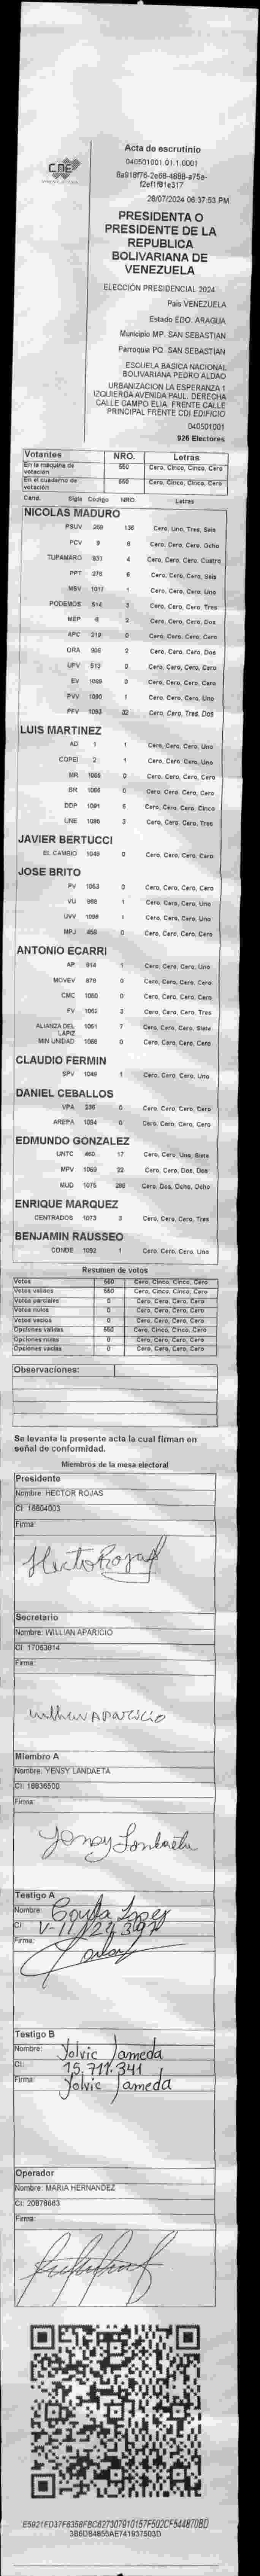 CNE
Acta de escrutinio
040501001.01.1.0001
8a918f76-2e68-4888-a75e-
f2ef1f81e317
28/07/2024 06:37:53 PM
PRESIDENTA O
PRESIDENTE DE LA
REPUBLICA
BOLIVARIANA DE
VENEZUELA
ELECCIÓN PRESIDENCIAL 2024
Pais VENEZUELA
Estado EDO. ARAGUA
Municipio MP. SAN SEBASTIAN
Parroquia PQ. SAN SEBASTIAN
ESCUELA BASICA NACIONAL
BOLIVARIANA PEDRO ALDAO
URBANIZACION LA ESPERANZA 1
IZQUIERDA AVENIDA PAUL. DERECHA
CALLE CAMPO ELIA. FRENTE CALLE
PRINCIPAL FRENTE CDI EDIFICIO
040501001
926 Electores
Votantes NRO. Letras
En la máquina de votación 550 Cero, Cinco, Cinco, Cero
En el cuaderno de votación 550 Cero, Cinco, Cinco, Cero
Cand. Sigla Código NRO. Letras
NICOLAS MADURO
PSUV 269 136 Cero, Uno, Tres, Seis
PCV 9 8 Cero, Cero, Cero, Ocho
TUPAMARO 931 4 Cero, Cero, Cero, Cuatro
PPT 276 6 Cero, Cero, Cero, Seis
MSV 1017 1 Cero, Cero, Cero, Uno
PODEMOS 514 3 Cero, Cero, Cero, Tres
MEP 6 2 Cero, Cero, Cero, Dos
APC 219 0 Cero, Cero, Cero, Cero
ORA 906 2 Cero, Cero, Cero, Dos
UPV 512 0 Cero, Cero, Cero, Cero
EV 1089 0 Cero, Cero, Cero, Cero
PVV 1090 1 Cero, Cero, Cero, Uno
PFV 1093 32 Cero, Cero, Tres, Dos
LUIS MARTINEZ
AD 1 1 Cero, Cero, Cero, Uno
COPEI 2 1 Cero, Cero, Cero, Uno
MR 1065 0 Cero, Cero, Cero, Cero
BR 1066 0 Cero, Cero, Cero, Cero
DDP 1091 5 Cero, Cero, Cero, Cinco
UNE 1096 3 Cero, Cero, Cero, Tres
JAVIER BERTUCCI
EL CAMBIO 1048 0 Cero, Cero, Cero, Cero
JOSE BRITO
PV 1053 0 Cero, Cero, Cero, Cero
VU 968 1 Cero, Cero, Cero, Uno
UVV 1098 1 Cero, Cero, Cero, Uno
MPJ 458 0 Cero, Cero, Cero, Cero
ANTONIO ECARRI
AP 914 1 Cero, Cero, Cero, Uno
MOVEV 879 0 Cero, Cero, Cero, Cero
CMC 1050 0 Cero, Cero, Cero, Cero
FV 1062 3 Cero, Cero, Cero, Tres
ALIANZA DEL LAPIZ 1051 7 Cero, Cero, Cero, Siete
MIN UNIDAD 1058 0 Cero, Cero, Cero, Cero
CLAUDIO FERMIN
SPV 1049 1 Cero, Cero, Cero, Uno
DANIEL CEBALLOS
VPA 236 0 Cero, Cero, Cero, Cero
AREPA 1094 0 Cero, Cero, Cero, Cero
EDMUNDO GONZALEZ
UNTC 460 17 Cero, Cero, Uno, Siete
MPV 1069 22 Cero, Cero, Dos, Dos
MUD 1075 288 Cero, Dos, Ocho, Ocho
ENRIQUE MARQUEZ
CENTRADOS 1073 3 Cero, Cero, Cero, Tres
BENJAMIN RAUSSEO
CONDE 1092 1 Cero, Cero, Cero, Uno
Resumen de votos
Votos 550 Cero, Cinco, Cinco, Cero
Votos validos 550 Cero, Cinco, Cinco, Cero
Votos parciales 0 Cero, Cero, Cero, Cero
Votos nulos 0 Cero, Cero, Cero, Cero
Votos vacios 0 Cero, Cero, Cero, Cero
Opciones validas 550 Cero, Cinco, Cinco, Cero
Opciones nulas 0 Cero, Cero, Cero, Cero
Opciones vacias 0 Cero, Cero, Cero, Cero
Observaciones:
Se levanta la presente acta la cual firman en
señal de conformidad.
Miembros de la mesa electoral
Presidente
Nombre: HECTOR ROJAS
CI: 16804003
Firma:
Hector Rojas
Secretario
Nombre: WILLIAN APARICIO
CI: 17063814
Firma:
Willian APARICIO
Miembro A
Nombre: YENSY LANDAETA
CI: 18836500
Firma:
Yensy Landaeta
Testigo A
Nombre:
CI:
Firma:
Testigo B
Nombre: Yolvic Jameda
CI: 15.711.341
Firma: Yolvic Jameda
Operador
Nombre: MARIA HERNANDEZ
CI: 20878663
Firma:
E5921FD37F6358FBC627307910157F502CF544870BD
3B6D84855AE741937503D